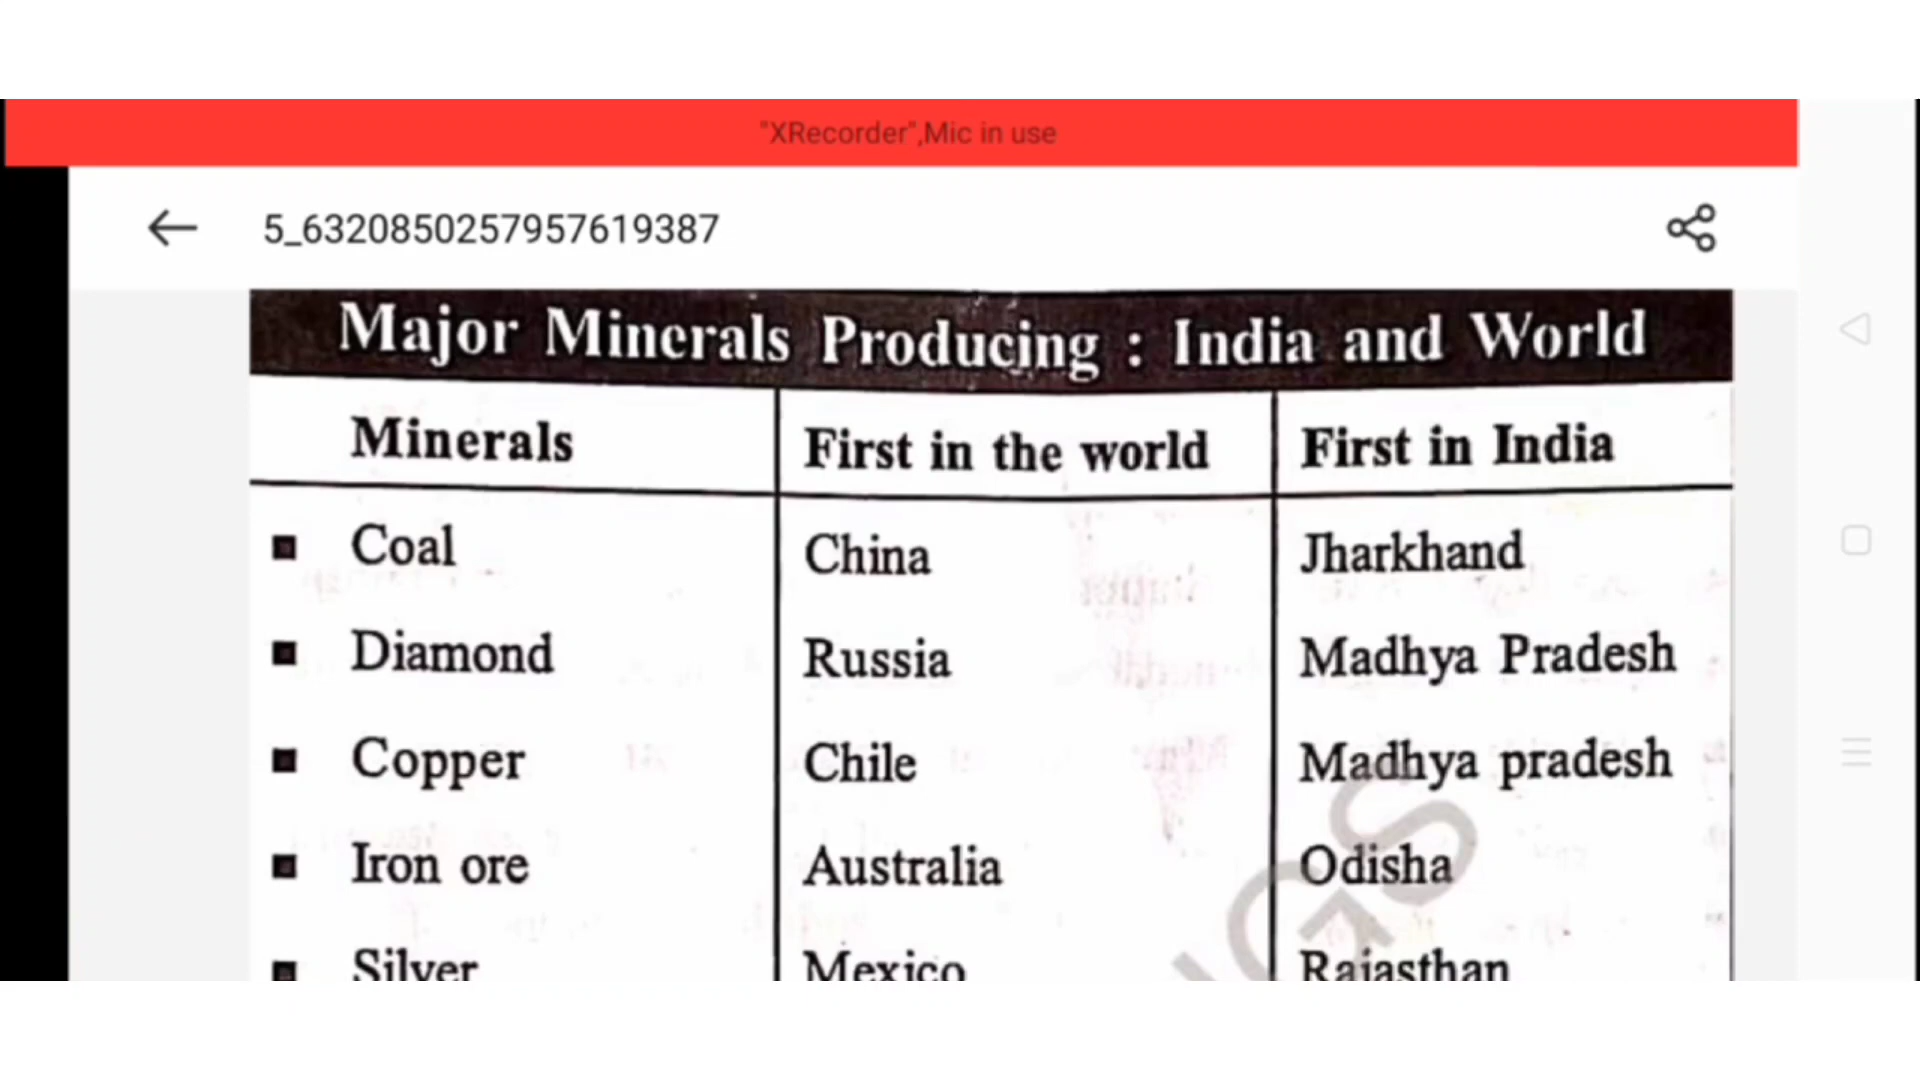 "XRecorder",Mic in use
5_6320850257957619387
Major Minerals Producing : India and World
Minerals First in the world First in India
■ Coal China Jharkhand
■ Diamond Russia Madhya Pradesh
■ Copper Chile Madhya pradesh
■ Iron ore Australia Odisha
■ Silver Mexico Rajasthan
GS